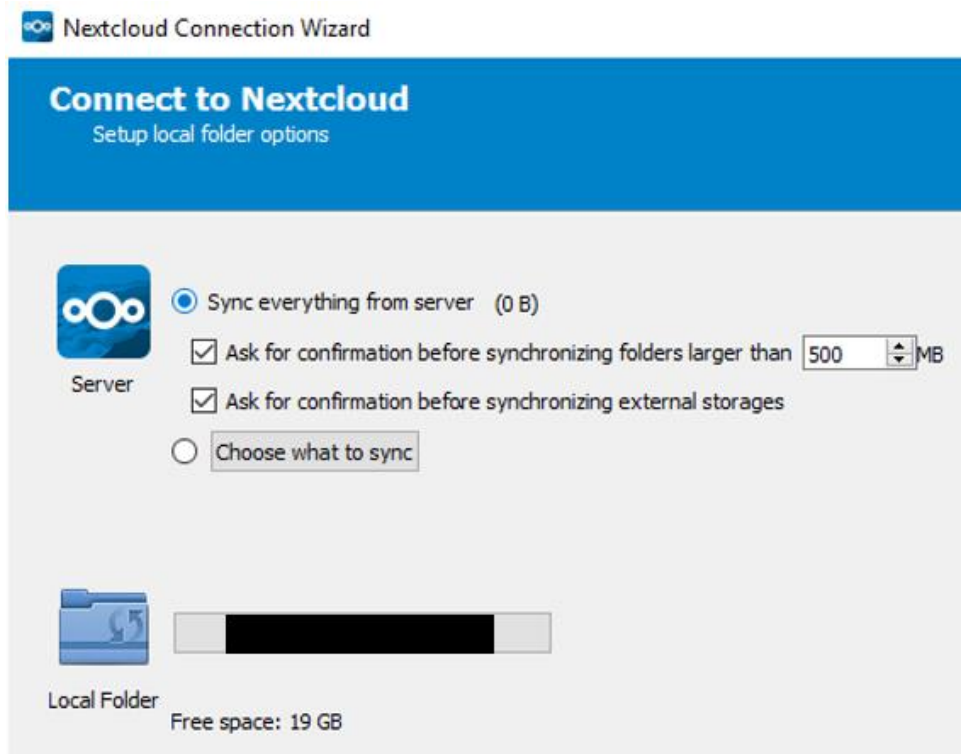 Nextcloud Connection Wizard
Connect to Nextcloud
Setup local folder options
Sync everything from server (0 B)
Ask for confirmation before synchronizing folders larger than 500 MB
Server
Ask for confirmation before synchronizing external storages
Choose what to sync
Local Folder
Free space: 19 GB